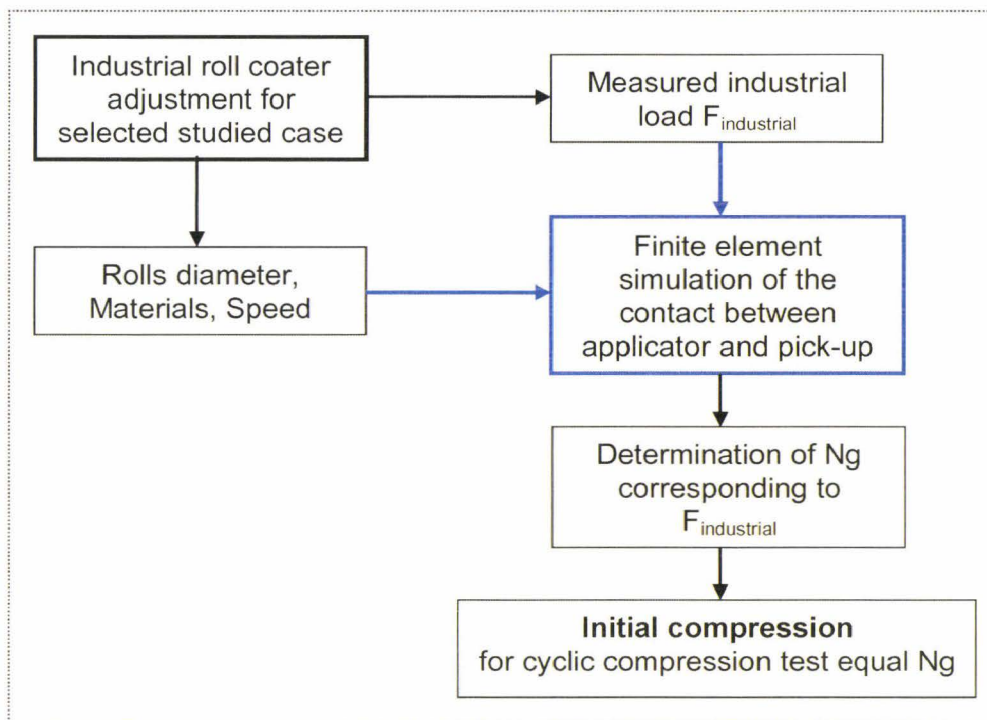 Industrial roll coater
adjustment for
selected studied case
Measured industrial
load F_industrial
Rolls diameter,
Materials, Speed
Finite element
simulation of the
contact between
applicator and pick-up
Determination of Ng
corresponding to
F_industrial
Initial compression
for cyclic compression test equal Ng